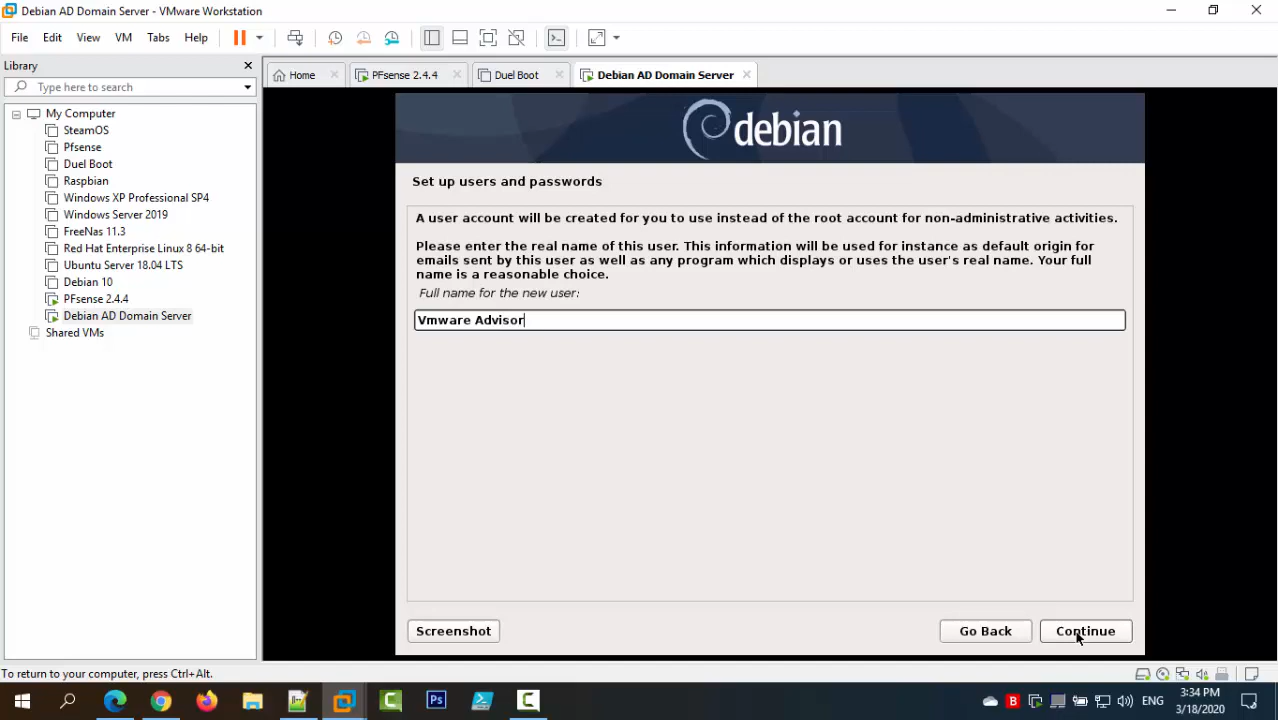 Debian AD Domain Server - VMware Workstation
File Edit View VM Tabs Help
Library
Type here to search
Home
PFsense 2.4.4
Duel Boot
Debian AD Domain Server
My Computer
SteamOS
Pfsense
Duel Boot
Raspbian
Windows XP Professional SP4
Windows Server 2019
FreeNas 11.3
Red Hat Enterprise Linux 8 64-bit
Ubuntu Server 18.04 LTS
Debian 10
PFsense 2.4.4
Debian AD Domain Server
Shared VMs
debian
Set up users and passwords
A user account will be created for you to use instead of the root account for non-administrative activities.
Please enter the real name of this user. This information will be used for instance as default origin for
emails sent by this user as well as any program which displays or uses the user's real name. Your full
name is a reasonable choice.
Full name for the new user:
Vmware Advisor
Screenshot
Go Back
Continue
To return to your computer, press Ctrl+Alt.
Ps
B
ENG
3:34 PM
3/18/2020